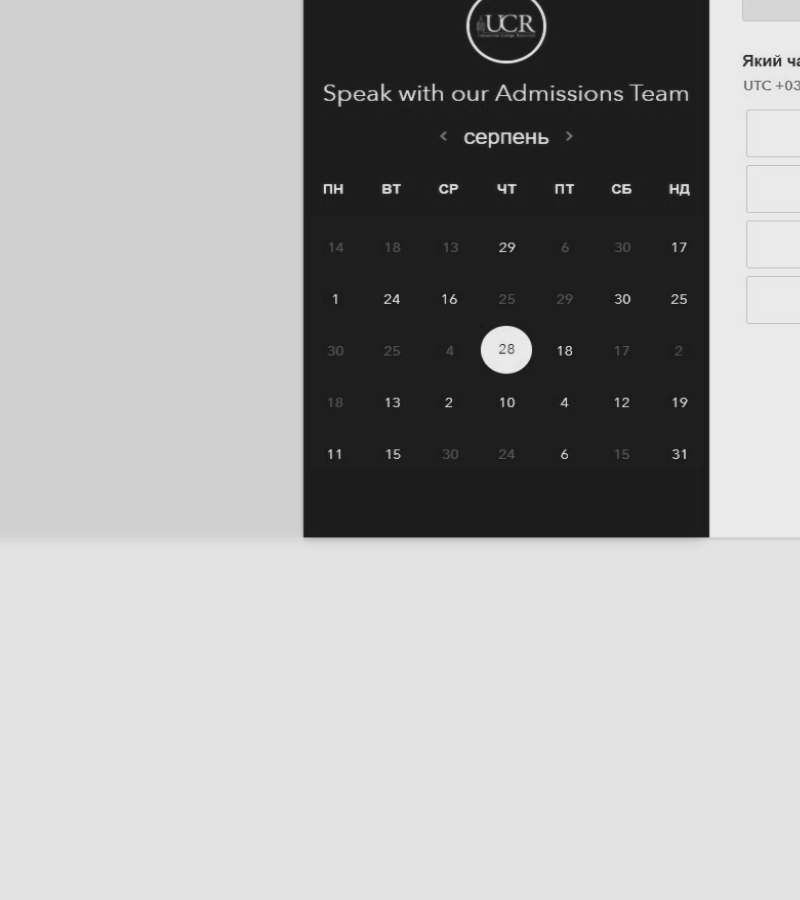 UCR
Speak with our Admissions Team
‹ серпень ›
ПН ВТ СР ЧТ ПТ СБ НД
14 18 13 29 6 30 17
1 24 16 25 29 30 25
30 25 4 28 18 17 2
18 13 2 10 4 12 19
11 15 30 24 6 15 31
Який ча
UTC +03